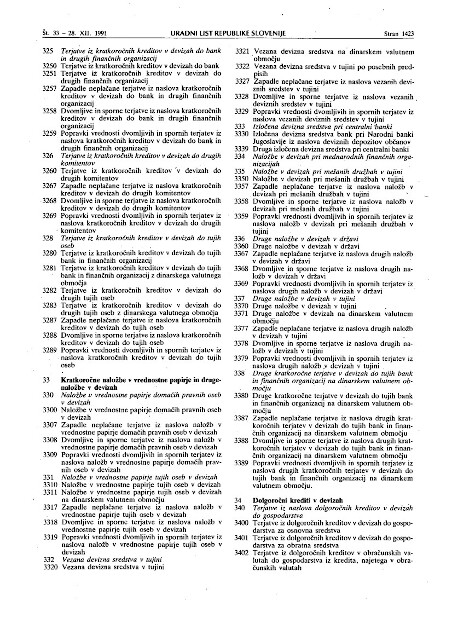 Št. 33 – 28. XII. 1991 URADNI LIST REPUBLIKE SLOVENIJE Stran 1423
325 Terjatve iz kratkoročnih kreditov v devizah do bank
in drugih finančnih organizacij
3250 Terjatve iz kratkoročnih kreditov v devizah do bank
3251 Terjatve iz kratkoročnih kreditov v devizah do
drugih finančnih organizacij
3257 Zapadle neplačane terjatve iz naslova kratkoročnih
kreditov v devizah do bank in drugih finančnih
organizacij
3258 Dvomljive in sporne terjatve iz naslova kratkoročnih
kreditov v devizah do bank in drugih finančnih
organizacij
3259 Popravki vrednosti dvomljivih in spornih terjatev iz
naslova kratkoročnih kreditov v devizah do bank in
drugih finančnih organizacij
326 Terjatve iz kratkoročnih kreditov v devizah do drugih
komitentov
3260 Terjatve iz kratkoročnih kreditov v devizah do
drugih komitentov
3267 Zapadle neplačane terjatve iz naslova kratkoročnih
kreditov v devizah do drugih komitentov
3268 Dvomljive in sporne terjatve iz naslova kratkoročnih
kreditov v devizah do drugih komitentov
3269 Popravki vrednosti dvomljivih in spornih terjatev iz
naslova kratkoročnih kreditov v devizah do drugih
komitentov
328 Terjatve iz kratkoročnih kreditov v devizah do tujih
oseb
3280 Terjatve iz kratkoročnih kreditov v devizah do tujih
bank in finančnih organizacij
3281 Terjatve iz kratkoročnih kreditov v devizah do tujih
bank in finančnih organizacij z dinarskega valutnega
območja
3282 Terjatve iz kratkoročnih kreditov v devizah do
drugih tujih oseb
3283 Terjatve iz kratkoročnih kreditov v devizah do
drugih tujih oseb z dinarskega valutnega območja
3287 Zapadle neplačane terjatve iz naslova kratkoročnih
kreditov v devizah do tujih oseb
3288 Dvomljive in sporne terjatve iz naslova kratkoročnih
kreditov v devizah do tujih oseb
3289 Popravki vrednosti dvomljivih in spornih terjatev iz
naslova kratkoročnih kreditov v devizah do tujih
oseb
33 Kratkoročne naložbe v vrednostne papirje in druge
naložbe v devizah
330 Naložbe v vrednostne papirje domačih pravnih oseb
v devizah
3300 Naložbe v vrednostne papirje domačih pravnih oseb
v devizah
3307 Zapadle neplačane terjatve iz naslova naložb v
vrednostne papirje domačih pravnih oseb v devizah
3308 Dvomljive in sporne terjatve iz naslova naložb v
vrednostne papirje domačih pravnih oseb v devizah
3309 Popravki vrednosti dvomljivih in spornih terjatev iz
naslova naložb v vrednostne papirje domačih prav-
nih oseb v devizah
331 Naložbe v vrednostne papirje tujih oseb v devizah
3310 Naložbe v vrednostne papirje tujih oseb v devizah
3311 Naložbe v vrednostne papirje tujih oseb v devizah
na dinarskem valutnem območju
3317 Zapadle neplačane terjatve iz naslova naložb v
vrednostne papirje tujih oseb v devizah
3318 Dvomljive in sporne terjatve iz naslova naložb v
vrednostne papirje tujih oseb v devizah
3319 Popravki vrednosti dvomljivih in spornih terjatev iz
naslova naložb v vrednostne papirje tujih oseb v
devizah
332 Vezana devizna sredstva v tujini
3320 Vezana devizna sredstva v tujini
3321 Vezana devizna sredstva na dinarskem valutnem
območju
3322 Vezana devizna sredstva v tujini po posebnih pred-
pisih
3327 Zapadle neplačane terjatve iz naslova vezanih devi-
znih sredstev v tujini
3328 Dvomljive in sporne terjatve iz naslova vezanih
deviznih sredstev v tujini
3329 Popravki vrednosti dvomljivih in spornih terjatev iz
naslova vezanih deviznih sredstev v tujini
333 Izločena devizna sredstva pri centralni banki
3330 Izločena devizna sredstva bank pri Narodni banki
Jugoslavije iz naslova deviznih depozitov občanov
3339 Druga izločena devizna sredstva pri centralni banki
334 Naložbe v devizah pri mednarodnih finančnih orga-
nizacijah
335 Naložbe v devizah pri mešanih družbah v tujini
3350 Naložbe v devizah pri mešanih družbah v tujini
3357 Zapadle neplačane terjatve iz naslova naložb v
devizah pri mešanih družbah v tujini
3358 Dvomljive in sporne terjatve iz naslova naložb v
devizah pri mešanih družbah v tujini
3359 Popravki vrednosti dvomljivih in spornih terjatev iz
naslova naložb v devizah pri mešanih družbah v
tujini
336 Druge naložbe v devizah v državi
3360 Druge naložbe v devizah v državi
3367 Zapadle neplačane terjatve iz naslova drugih naložb
v devizah v državi
3368 Dvomljive in sporne terjatve iz naslova drugih na-
ložb v devizah v državi
3369 Popravki vrednosti dvomljivih in spornih terjatev iz
naslova drugih naložb v devizah v državi
337 Druge naložbe v devizah v tujini
3370 Druge naložbe v devizah v tujini
3371 Druge naložbe v devizah na dinarskem valutnem
območju
3377 Zapadle neplačane terjatve iz naslova drugih naložb
v devizah v tujini
3378 Dvomljive in sporne terjatve iz naslova drugih na-
ložb v devizah v tujini
3379 Popravki vrednosti dvomljivih in spornih terjatev iz
naslova drugih naložb v devizah v tujini
338 Druge kratkoročne terjatve v devizah do tujih bank
in finančnih organizacij na dinarskem valutnem ob-
močju
3380 Druge kratkoročne terjatve v devizah do tujih bank
in finančnih organizacij na dinarskem valutnem ob-
močju
3387 Zapadle neplačane terjatve iz naslova drugih krat-
koročnih terjatev v devizah do tujih bank in finan-
čnih organizacij na dinarskem valutnem območju
3388 Dvomljive in sporne terjatve iz naslova drugih krat-
koročnih terjatev v devizah do tujih bank in finan-
čnih organizacij na dinarskem valutnem območju
3389 Popravki vrednosti dvomljivih in spornih terjatev iz
naslova drugih kratkoročnih terjatev v devizah do
tujih bank in finančnih organizacij na dinarskem
valutnem območju.
34 Dolgoročni krediti v devizah
340 Terjatve iz naslova dolgoročnih kreditov v devizah
do gospodarstva
3400 Terjatve iz dolgoročnih kreditov v devizah do gospo-
darstva za osnovna sredstva
3401 Terjatve iz dolgoročnih kreditov v devizah do gospo-
darstva za obratna sredstva
3402 Terjatve iz dolgoročnih kreditov v obračunskih va-
lutah do gospodarstva iz kredita, najetega v obra-
čunskih valutah